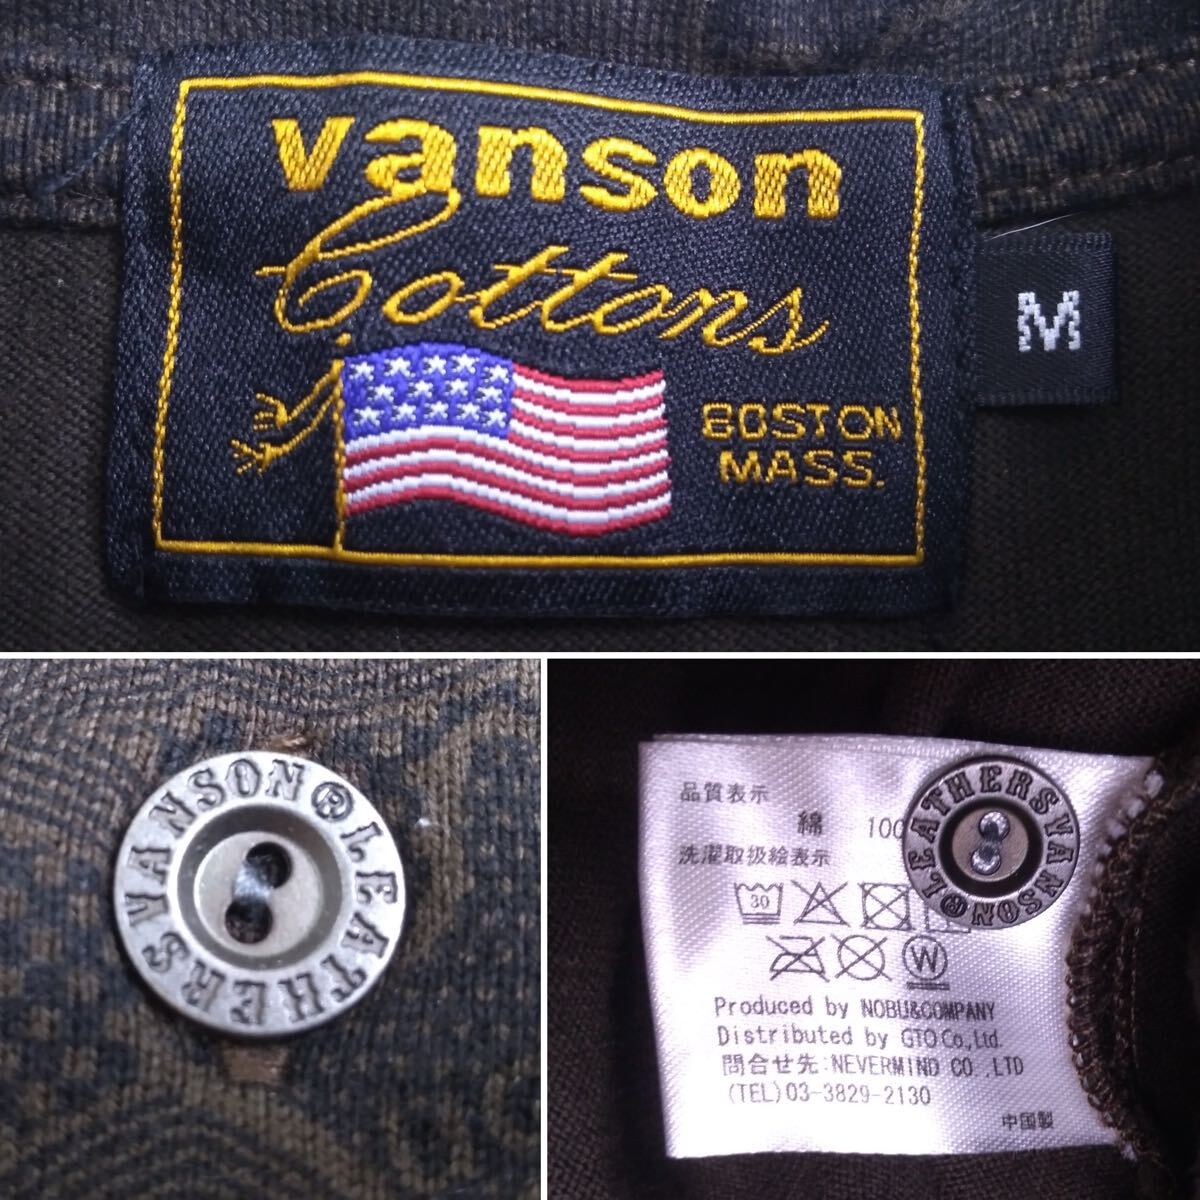 vanson
Cottons
BOSTON
MASS.
M
VANSON® LEATHERS
品質表示
綿 100
洗濯取扱絵表示
30
W
LEATHERS VANSON®
Produced by NOBU&COMPANY
Distributed by GTO Co,Ltd.
問合せ先:NEVERMIND CO .LTD
(TEL)03-3829-2130
中国製